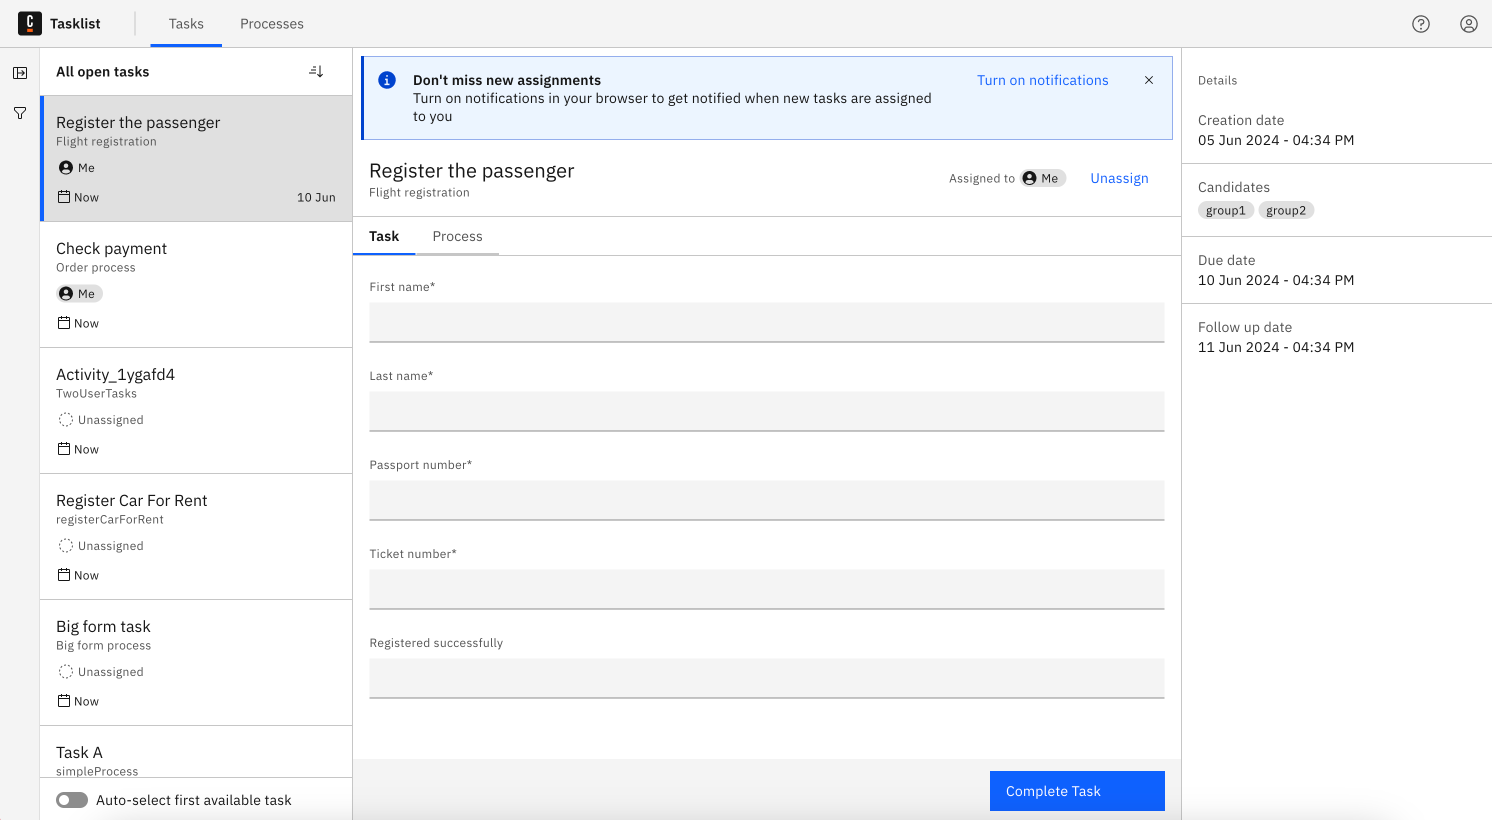 Tasklist
Tasks
Processes
All open tasks
Register the passenger
Flight registration
Me
Now
10 Jun
Check payment
Order process
Me
Now
Activity_1ygafd4
TwoUserTasks
Unassigned
Now
Register Car For Rent
registerCarForRent
Unassigned
Now
Big form task
Big form process
Unassigned
Now
Task A
simpleProcess
Auto-select first available task
Don't miss new assignments
Turn on notifications in your browser to get notified when new tasks are assigned
to you
Turn on notifications
Register the passenger
Flight registration
Assigned to
Me
Unassign
Task
Process
First name*
Last name*
Passport number*
Ticket number*
Registered successfully
Complete Task
Details
Creation date
05 Jun 2024 - 04:34 PM
Candidates
group1
group2
Due date
10 Jun 2024 - 04:34 PM
Follow up date
11 Jun 2024 - 04:34 PM